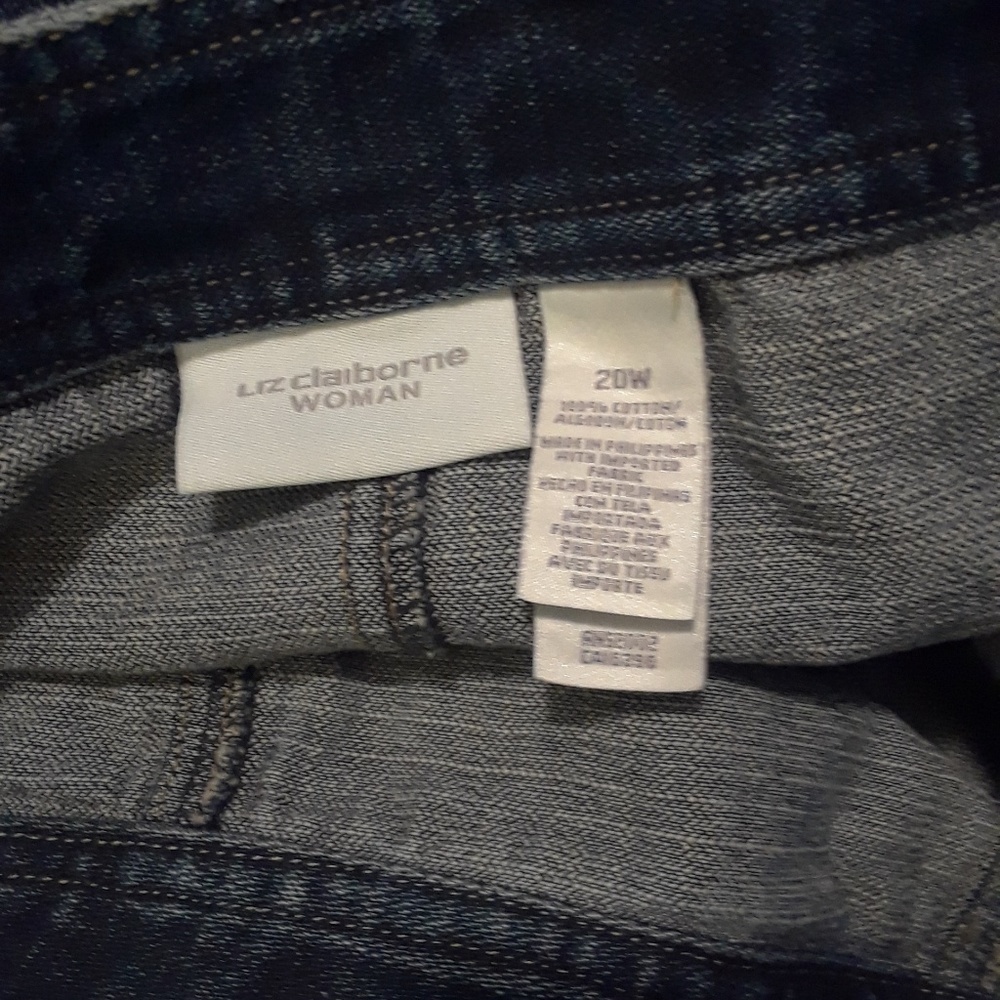 LIZ claiborne
WOMAN
20W
100% COTTON/
ALGODON/COTON
MADE IN PHILIPPINES
WITH IMPORTED
FABRIC
HECHO EN FILIPINAS
CON TELA
IMPORTADA
FABRIQUE AUX
PHILIPPINES
AVEC DU TISSU
IMPORTE